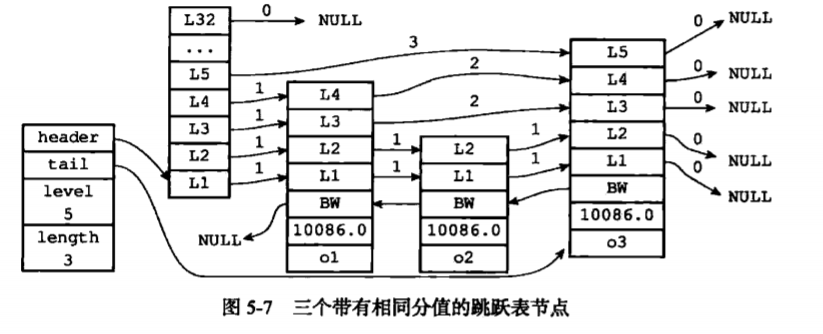 header
tail
level
5
length
3
L32
...
L5
L4
L3
L2
L1
0
NULL
3
1
1
1
1
L4
L3
L2
L1
BW
10086.0
o1
NULL
2
2
1
1
L2
L1
BW
10086.0
o2
1
1
L5
L4
L3
L2
L1
BW
10086.0
o3
0
NULL
0
NULL
0
NULL
0
NULL
0
NULL
图 5-7 三个带有相同分值的跳跃表节点